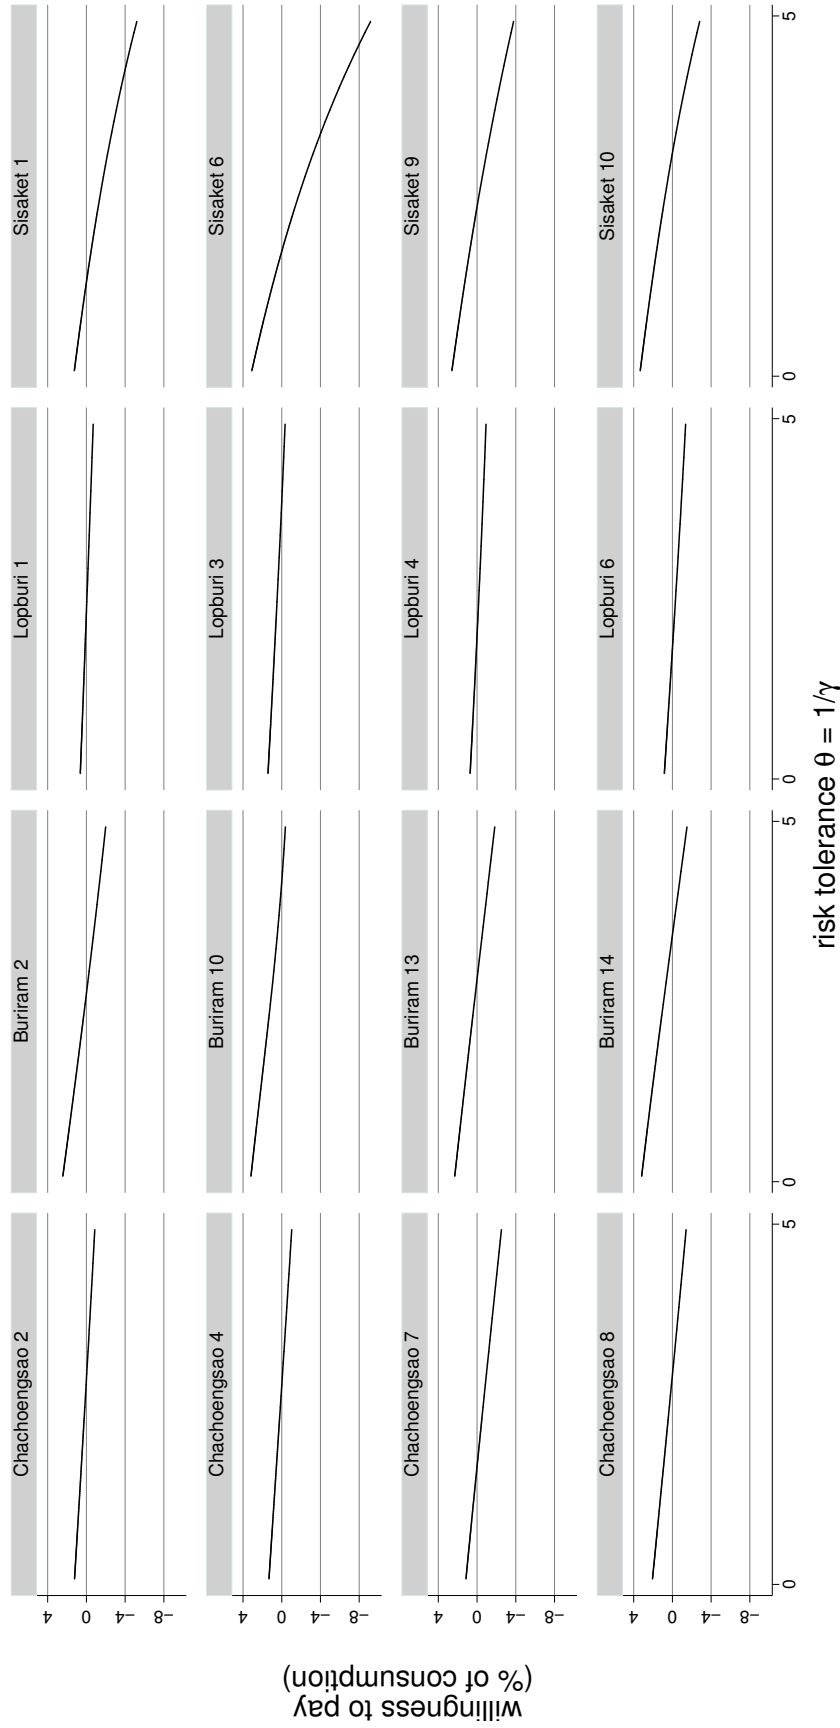 willingness to pay
(% of consumption)
Chachoengsao 2 Buriram 2 Lopburi 1 Sisaket 1
4
0
−4
−8
Chachoengsao 4 Buriram 10 Lopburi 3 Sisaket 6
4
0
−4
−8
Chachoengsao 7 Buriram 13 Lopburi 4 Sisaket 9
4
0
−4
−8
Chachoengsao 8 Buriram 14 Lopburi 6 Sisaket 10
4
0
−4
−8
0 5 0 5 0 5 0 5
risk tolerance θ = 1/γ